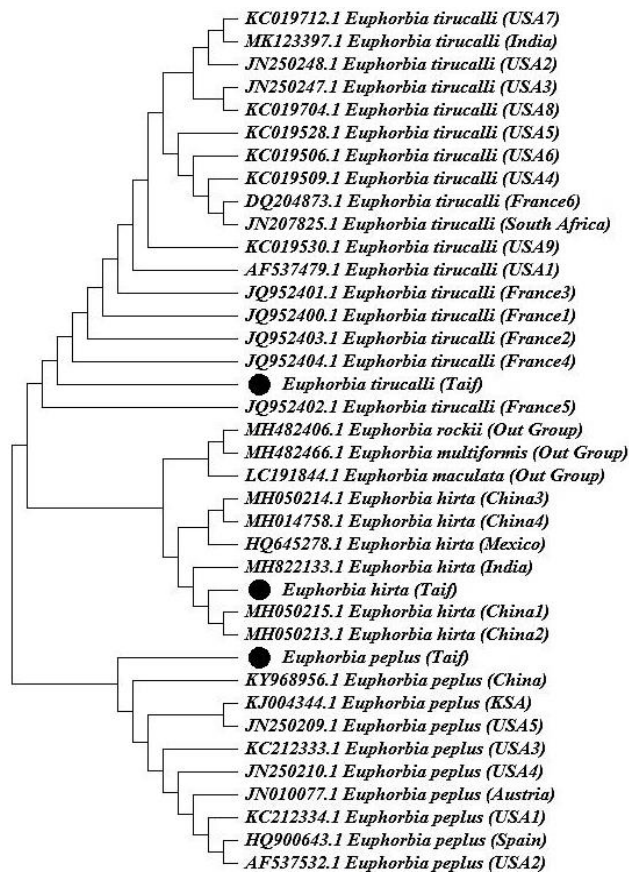 KC019712.1 Euphorbia tirucalli (USA7)
MK123397.1 Euphorbia tirucalli (India)
JN250248.1 Euphorbia tirucalli (USA2)
JN250247.1 Euphorbia tirucalli (USA3)
KC019704.1 Euphorbia tirucalli (USA8)
KC019528.1 Euphorbia tirucalli (USA5)
KC019506.1 Euphorbia tirucalli (USA6)
KC019509.1 Euphorbia tirucalli (USA4)
DQ204873.1 Euphorbia tirucalli (France6)
JN207825.1 Euphorbia tirucalli (South Africa)
KC019530.1 Euphorbia tirucalli (USA9)
AF537479.1 Euphorbia tirucalli (USA1)
JQ952401.1 Euphorbia tirucalli (France3)
JQ952400.1 Euphorbia tirucalli (France1)
JQ952403.1 Euphorbia tirucalli (France2)
JQ952404.1 Euphorbia tirucalli (France4)
Euphorbia tirucalli (Taif)
JQ952402.1 Euphorbia tirucalli (France5)
MH482406.1 Euphorbia rockii (Out Group)
MH482466.1 Euphorbia multiformis (Out Group)
LC191844.1 Euphorbia maculata (Out Group)
MH050214.1 Euphorbia hirta (China3)
MH014758.1 Euphorbia hirta (China4)
HQ645278.1 Euphorbia hirta (Mexico)
MH822133.1 Euphorbia hirta (India)
Euphorbia hirta (Taif)
MH050215.1 Euphorbia hirta (China1)
MH050213.1 Euphorbia hirta (China2)
Euphorbia peplus (Taif)
KY968956.1 Euphorbia peplus (China)
KJ004344.1 Euphorbia peplus (KSA)
JN250209.1 Euphorbia peplus (USA5)
KC212333.1 Euphorbia peplus (USA3)
JN250210.1 Euphorbia peplus (USA4)
JN010077.1 Euphorbia peplus (Austria)
KC212334.1 Euphorbia peplus (USA1)
HQ900643.1 Euphorbia peplus (Spain)
AF537532.1 Euphorbia peplus (USA2)